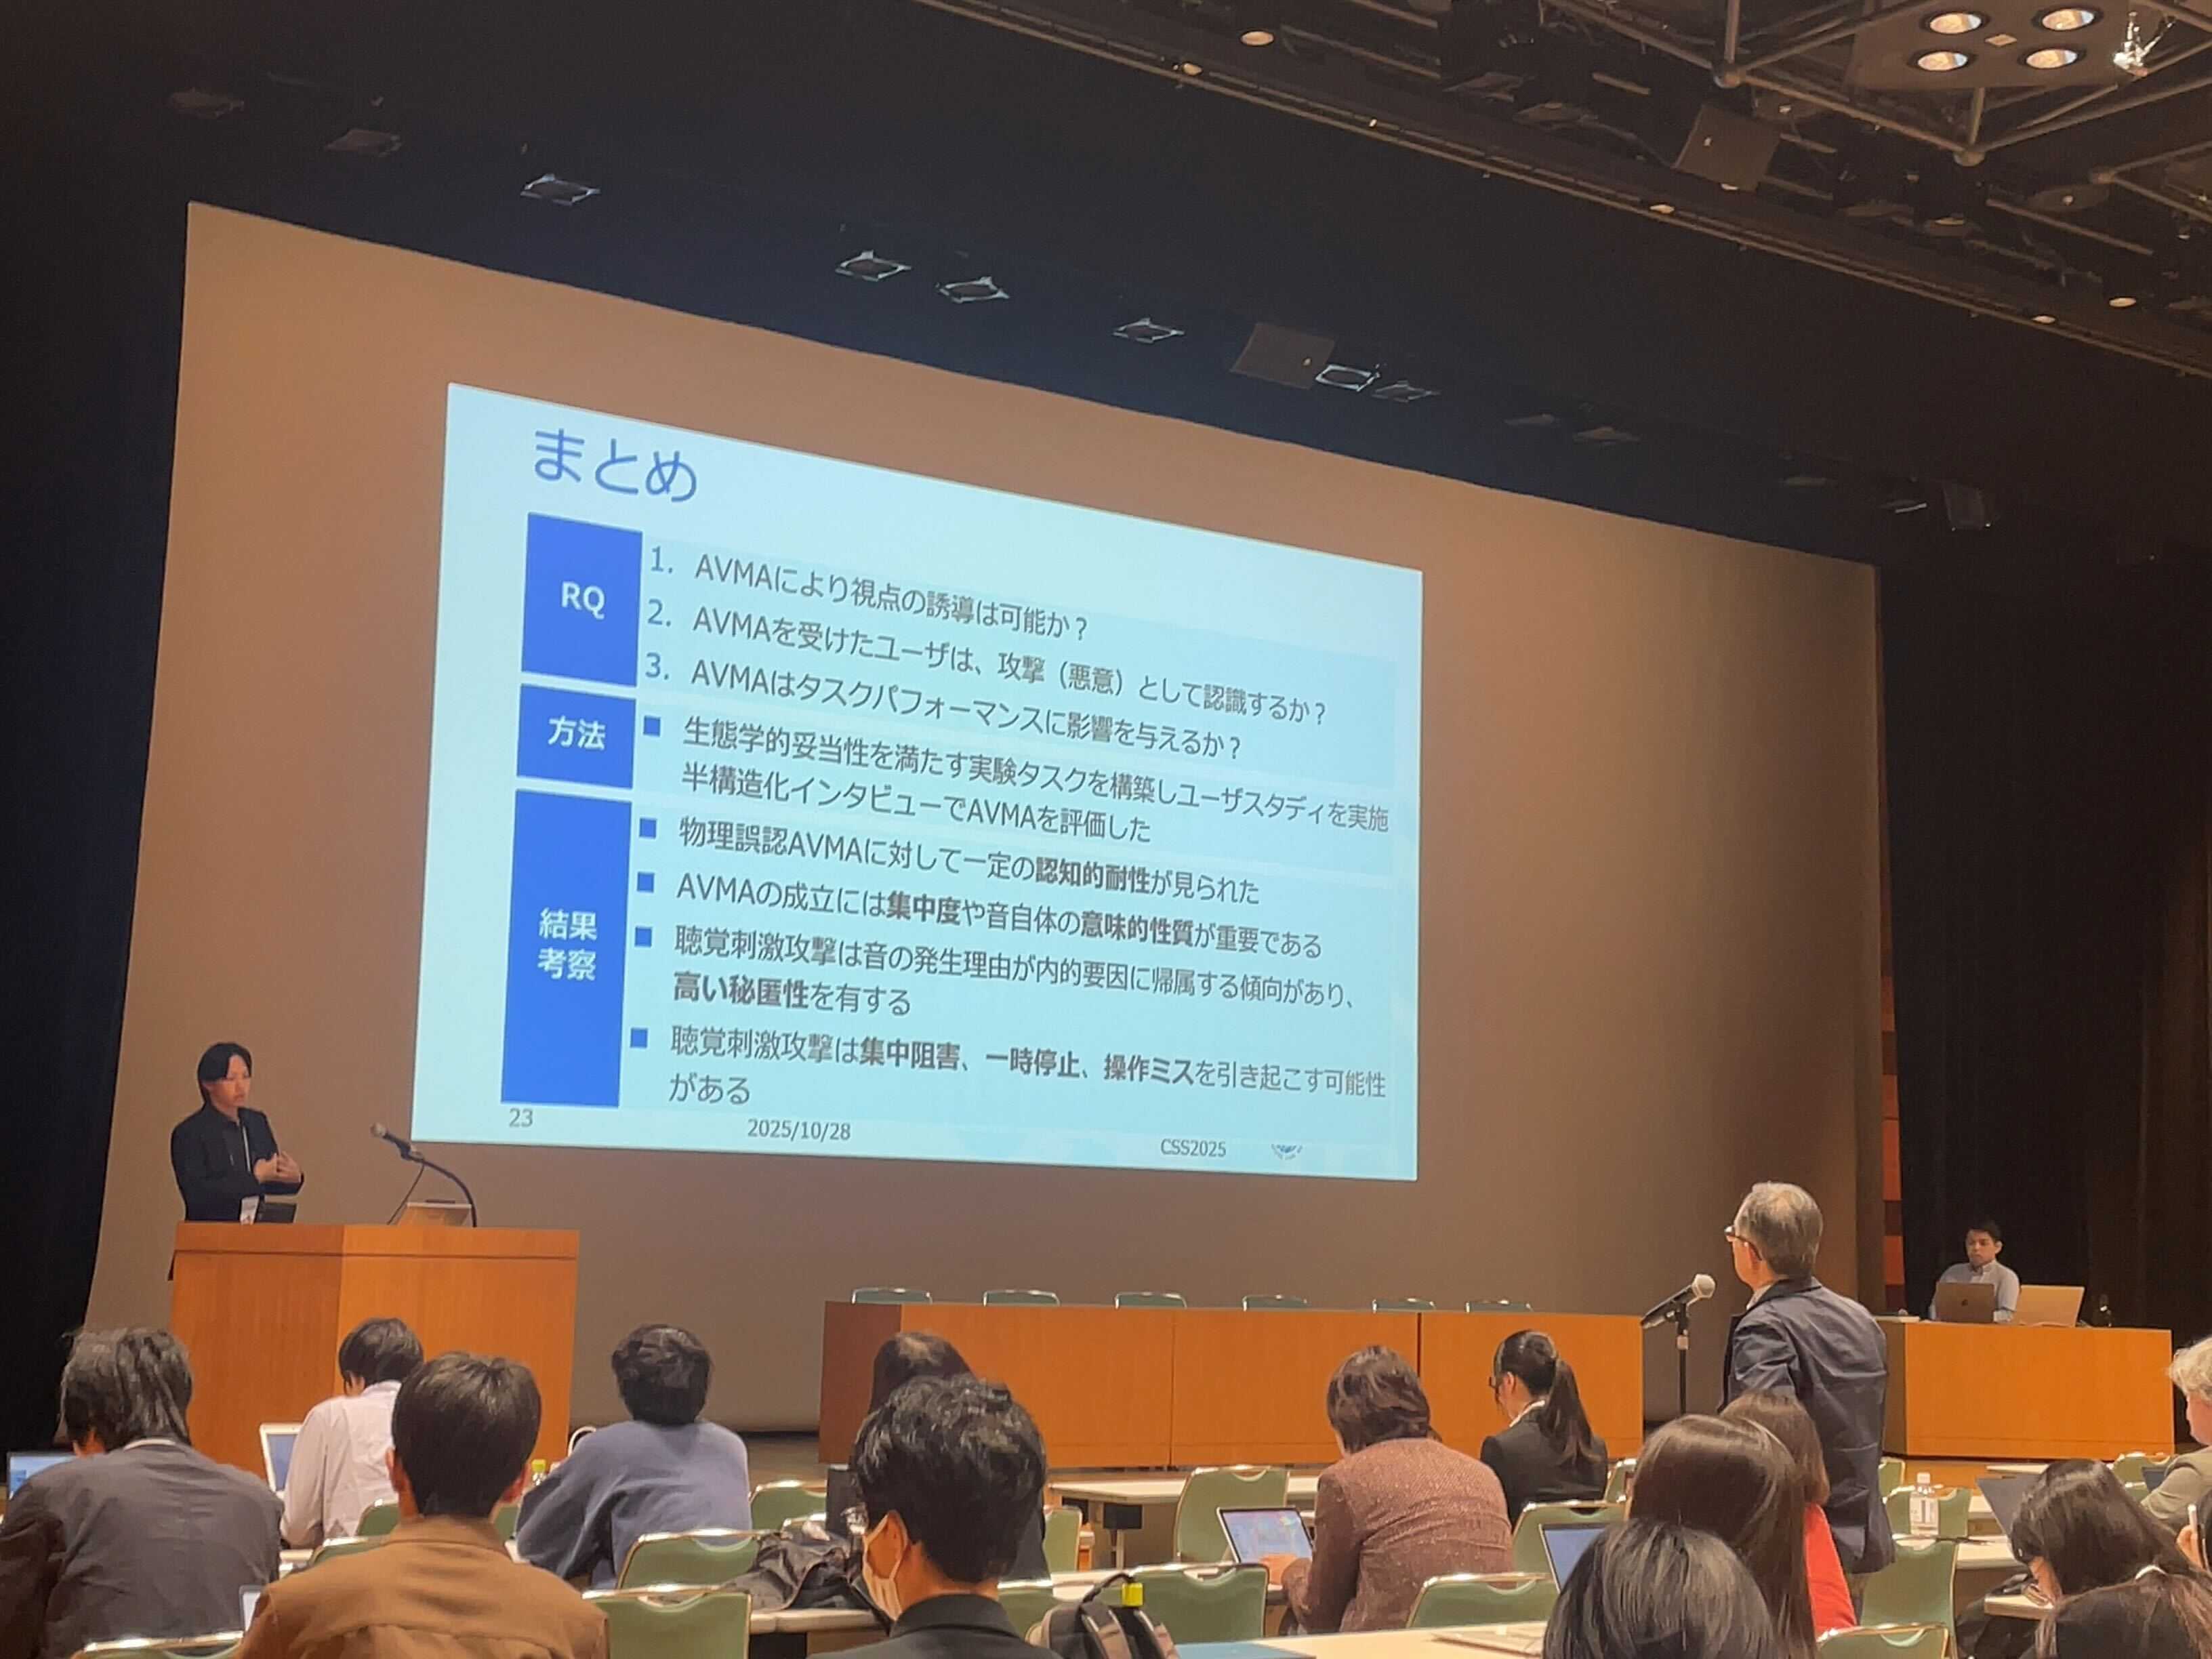 まとめ
RQ
1. AVMAにより視点の誘導は可能か？
2. AVMAを受けたユーザは、攻撃（悪意）として認識するか？
3. AVMAはタスクパフォーマンスに影響を与えるか？
方法
■ 生態学的妥当性を満たす実験タスクを構築しユーザスタディを実施
半構造化インタビューでAVMAを評価した
結果
考察
■ 物理誤認AVMAに対して一定の認知的耐性が見られた
■ AVMAの成立には集中度や音自体の意味的性質が重要である
■ 聴覚刺激攻撃は音の発生理由が内的要因に帰属する傾向があり、
高い秘匿性を有する
■ 聴覚刺激攻撃は集中阻害、一時停止、操作ミスを引き起こす可能性
がある
23
2025/10/28
CSS2025